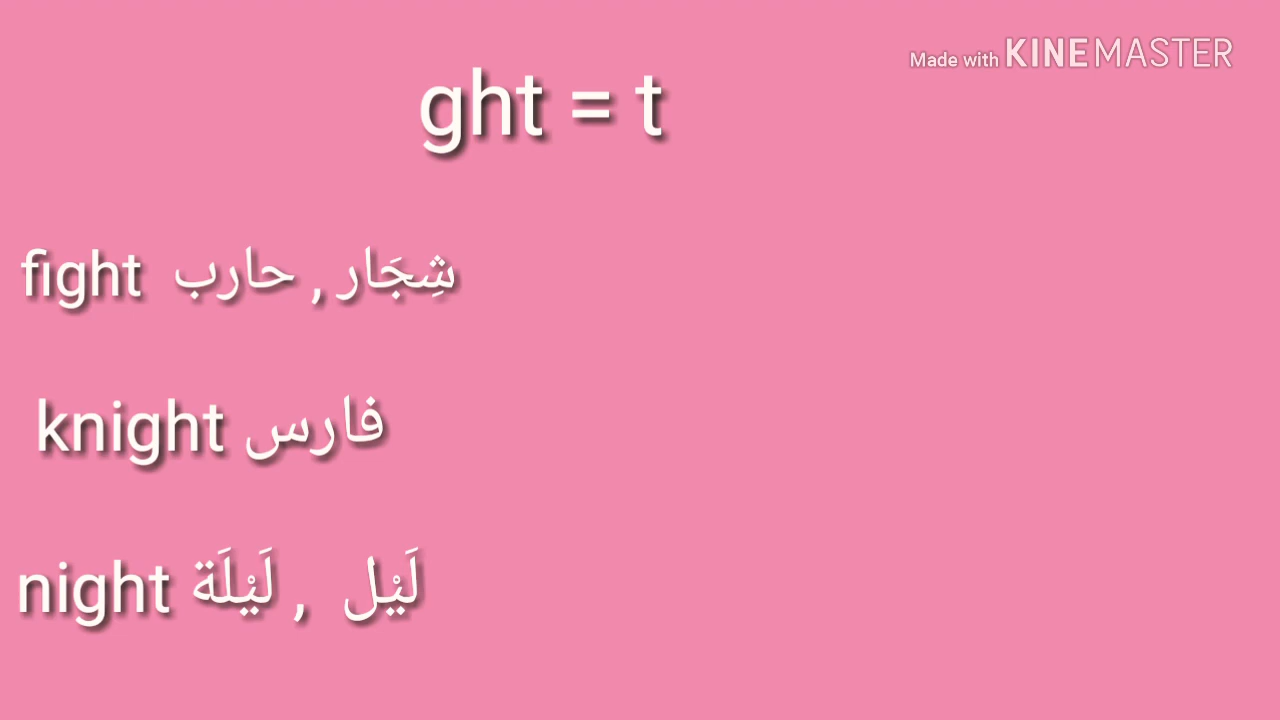 Made with KINEMASTER
ght = t
fight حارب , شِجَار
knight فارس
night لَيْلَة , لَيْل